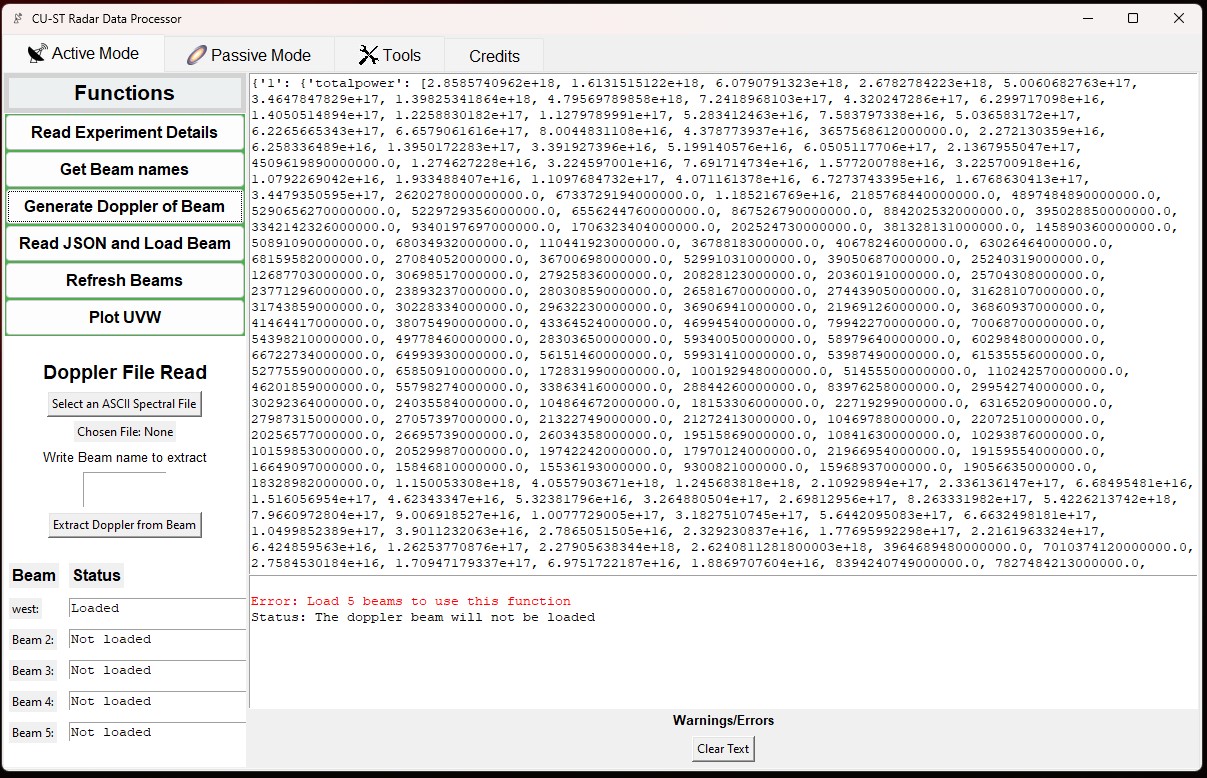 CU-ST Radar Data Processor
Active Mode
Passive Mode
Tools
Credits
Functions
Read Experiment Details
Get Beam names
Generate Doppler of Beam
Read JSON and Load Beam
Refresh Beams
Plot UVW
Doppler File Read
Select an ASCII Spectral File
Chosen File: None
Write Beam name to extract
Extract Doppler from Beam
Beam Status
west: Loaded
Beam 2: Not loaded
Beam 3: Not loaded
Beam 4: Not loaded
Beam 5: Not loaded
{'1': {'totalpower': [2.8585740962e+18, 1.6131515122e+18, 6.0790791323e+18, 2.6782784223e+18, 5.0060682763e+17,
3.4647847829e+17, 1.39825341864e+18, 4.79569789858e+18, 7.2418968103e+17, 4.320247286e+17, 6.299717098e+16,
1.4050514894e+17, 1.2258830182e+17, 1.1279789991e+17, 5.283412463e+16, 7.583797338e+16, 5.036583172e+17,
6.2265665343e+17, 6.6579061616e+17, 8.0044831108e+16, 4.378773937e+16, 3657568612000000.0, 2.272130359e+16,
6.258336489e+16, 1.3950172283e+17, 3.391927396e+16, 5.199140576e+16, 6.0505117706e+17, 2.1367955047e+17,
4509619890000000.0, 1.274627228e+16, 3.224597001e+16, 7.691714734e+16, 1.577200788e+16, 3.225700918e+16,
1.0792269042e+16, 1.933488407e+16, 1.1097684732e+17, 4.071161378e+16, 6.7273743395e+16, 1.6768630413e+17,
3.4479350595e+17, 2620278000000000.0, 6733729194000000.0, 1.185216769e+16, 2185768440000000.0, 4897484890000000.0,
5290656270000000.0, 5229729356000000.0, 6556244760000000.0, 867526790000000.0, 884202532000000.0, 395028850000000.0,
3342142326000000.0, 9340197697000000.0, 1706323404000000.0, 202524730000000.0, 381328131000000.0, 145890360000000.0,
50891090000000.0, 68034932000000.0, 110441923000000.0, 36788183000000.0, 40678246000000.0, 63026464000000.0,
68159582000000.0, 27084052000000.0, 36700698000000.0, 52991031000000.0, 39050687000000.0, 25240319000000.0,
12687703000000.0, 30698517000000.0, 27925836000000.0, 20828123000000.0, 20360191000000.0, 25704308000000.0,
23771296000000.0, 23893237000000.0, 28030859000000.0, 26581670000000.0, 27443905000000.0, 31628107000000.0,
31743859000000.0, 30228334000000.0, 29632230000000.0, 36906941000000.0, 21969126000000.0, 36860937000000.0,
41464417000000.0, 38075490000000.0, 43364524000000.0, 46994540000000.0, 79942270000000.0, 70068700000000.0,
54398210000000.0, 49778460000000.0, 28303650000000.0, 59340050000000.0, 58979640000000.0, 60298480000000.0,
66722734000000.0, 64993930000000.0, 56151460000000.0, 59931410000000.0, 53987490000000.0, 61535556000000.0,
52775590000000.0, 65850910000000.0, 172831990000000.0, 100192948000000.0, 51455500000000.0, 110242570000000.0,
46201859000000.0, 55798274000000.0, 33863416000000.0, 28844260000000.0, 83976258000000.0, 29954274000000.0,
30292364000000.0, 24035584000000.0, 104864672000000.0, 18153306000000.0, 22719299000000.0, 63165209000000.0,
27987315000000.0, 27057397000000.0, 21322749000000.0, 21272413000000.0, 10469788000000.0, 22072510000000.0,
20256577000000.0, 26695739000000.0, 26034358000000.0, 19515869000000.0, 10841630000000.0, 10293876000000.0,
10159853000000.0, 20529987000000.0, 19742242000000.0, 17970124000000.0, 21966954000000.0, 19159554000000.0,
16649097000000.0, 15846810000000.0, 15536193000000.0, 9300821000000.0, 15968937000000.0, 19056635000000.0,
18328982000000.0, 1.150053308e+18, 4.0557903671e+18, 1.245683818e+18, 2.10929894e+17, 2.336136147e+17, 6.68495481e+16,
1.516056954e+17, 4.62343347e+16, 5.32381796e+16, 3.264880504e+17, 2.69812956e+17, 8.263331982e+17, 5.4226213742e+18,
7.9660972804e+17, 9.006918527e+16, 1.0077729005e+17, 3.1827510745e+17, 5.6442095083e+17, 6.6632498181e+17,
1.0499852389e+17, 3.9011232063e+16, 2.7865051505e+16, 2.329230837e+16, 1.77695992298e+17, 2.2161963324e+17,
6.424859563e+16, 1.26253770876e+17, 2.27905638344e+18, 2.6240811281800003e+18, 3964689480000000.0, 7010374120000000.0,
2.7584530184e+16, 1.70947179337e+17, 6.9751722187e+16, 1.8869707604e+16, 8394240749000000.0, 7827484213000000.0,
Error: Load 5 beams to use this function
Status: The doppler beam will not be loaded
Warnings/Errors
Clear Text